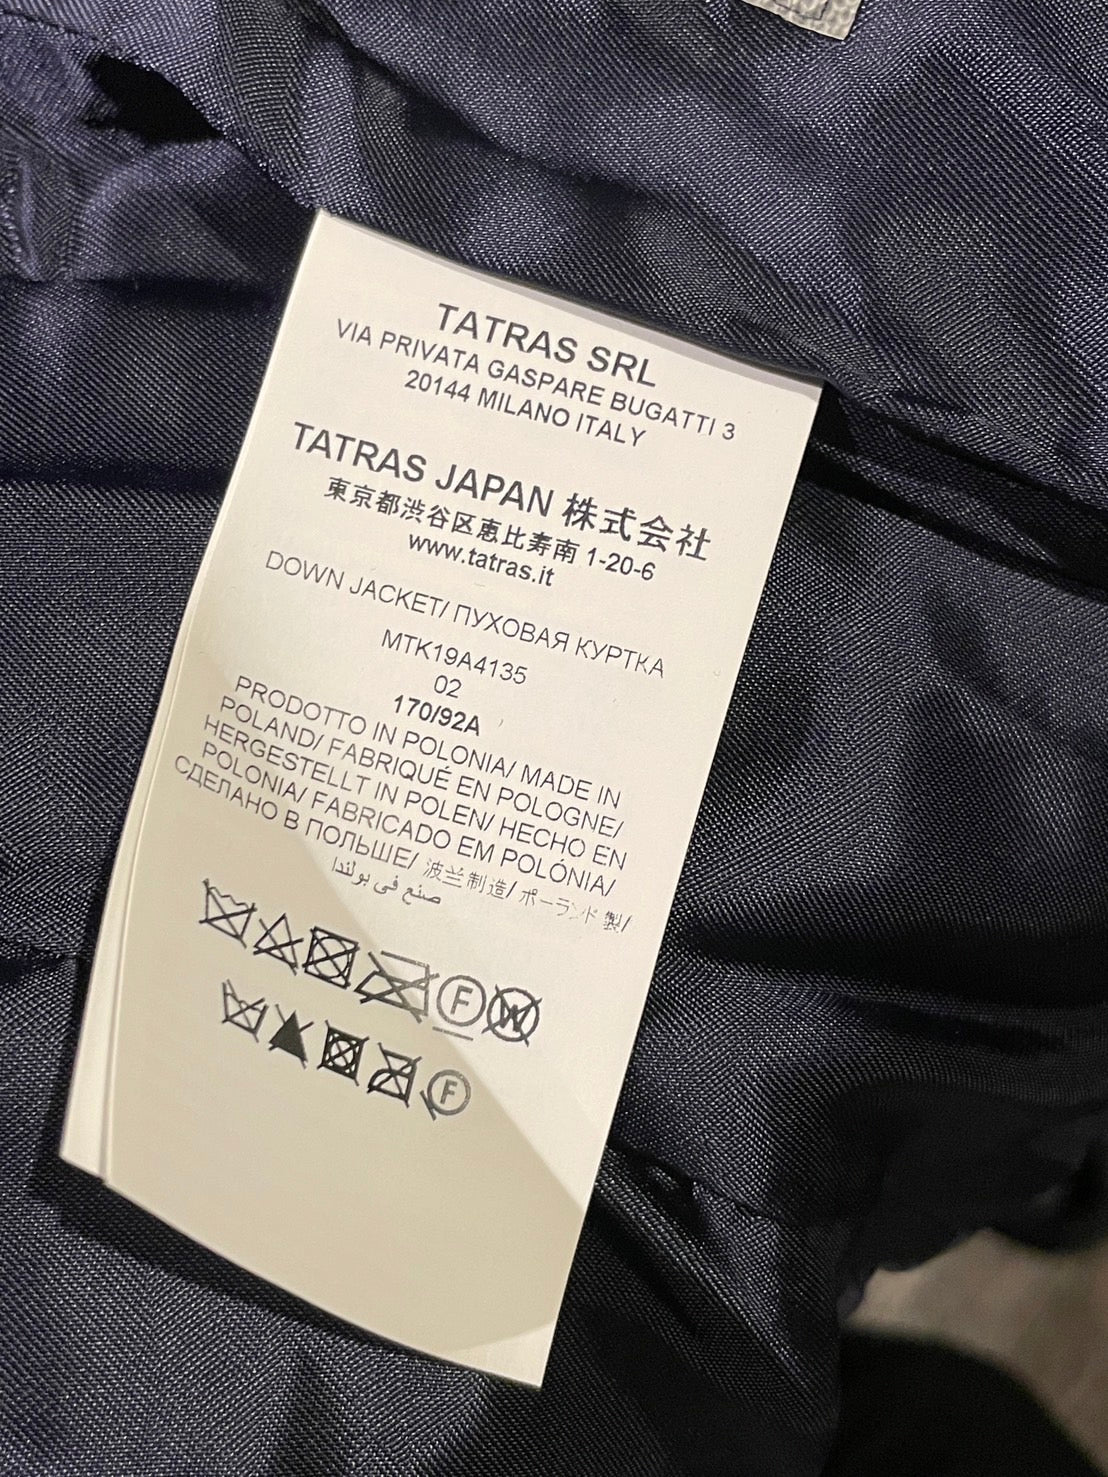 TATRAS SRL
VIA PRIVATA GASPARE BUGATTI 3
20144 MILANO ITALY
TATRAS JAPAN 株式会社
東京都渋谷区恵比寿南 1-20-6
www.tatras.it
DOWN JACKET/ ПУХОВАЯ КУРТКА
MTK19A4135
02
170/92A
PRODOTTO IN POLONIA/ MADE IN
POLAND/ FABRIQUÉ EN POLOGNE/
HERGESTELLT IN POLEN/ HECHO EN
POLONIA/ FABRICADO EM POLÓNIA/
СДЕЛАНО В ПОЛЬШЕ/ 波兰制造/ ポーランド 製/
صنع في بولندا
F W
F